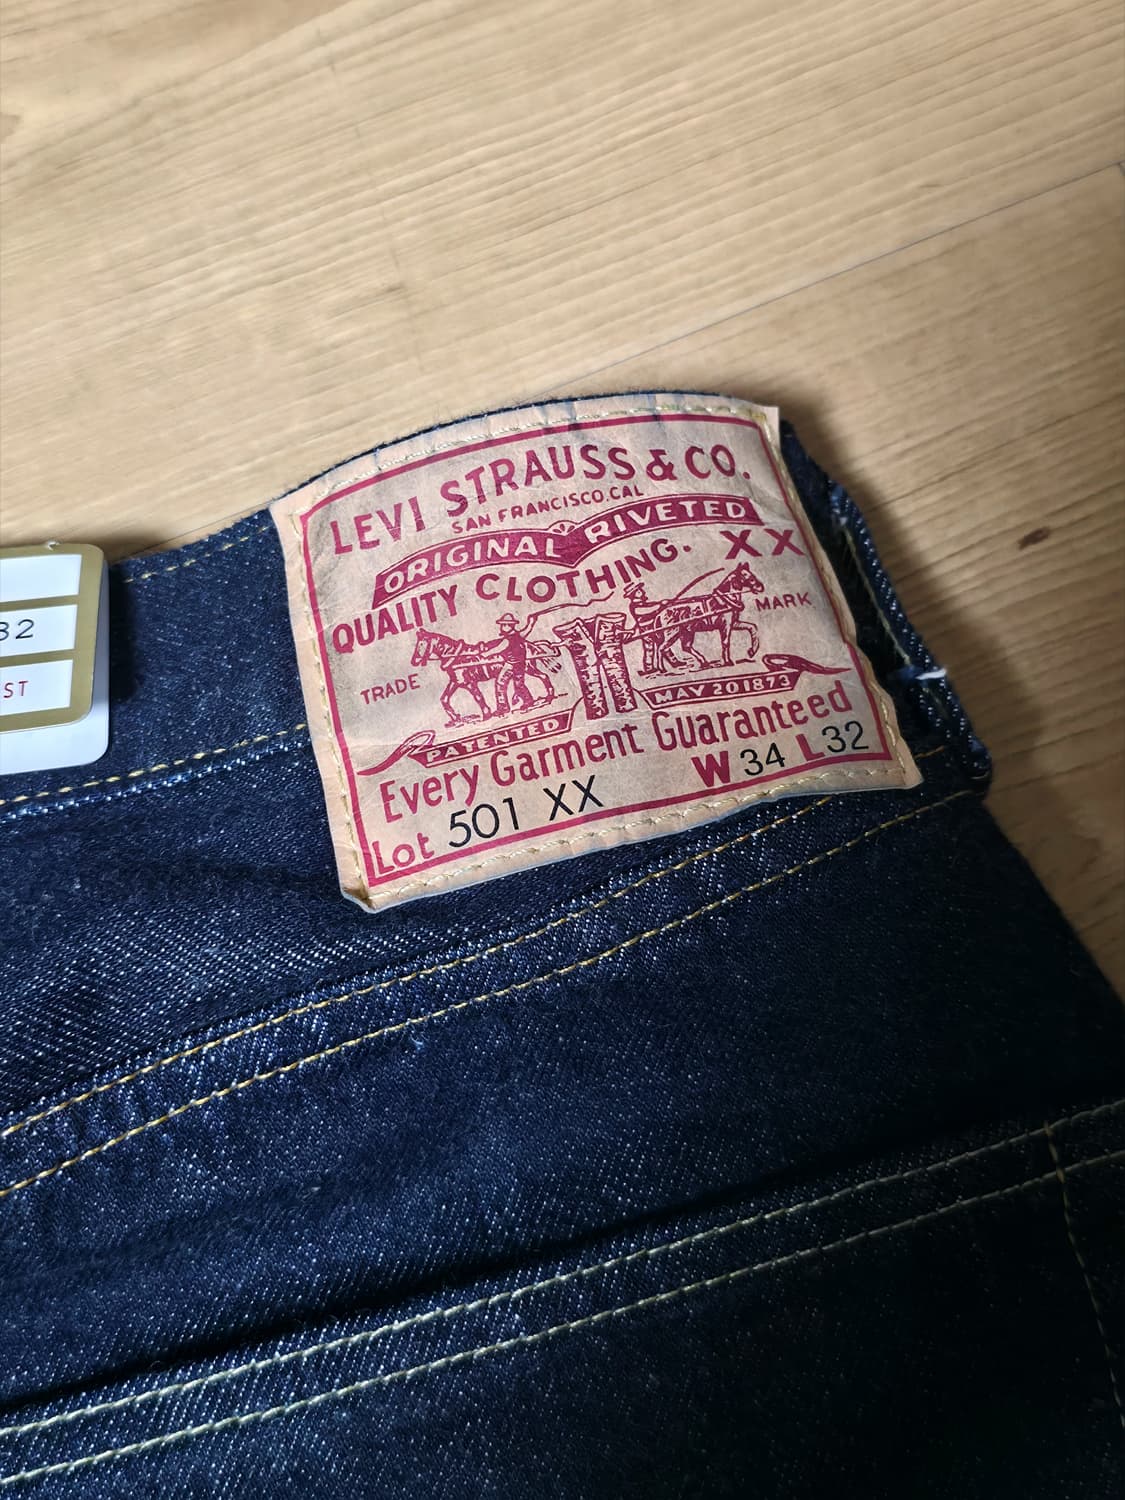 LEVI STRAUSS & CO.
SAN FRANCISCO.CAL
ORIGINAL RIVETED
QUALITY CLOTHING. XX
TRADE MARK
PATENTED MAY 20 1873
Every Garment Guaranteed
Lot 501 XX W 34 L 32
32
ST